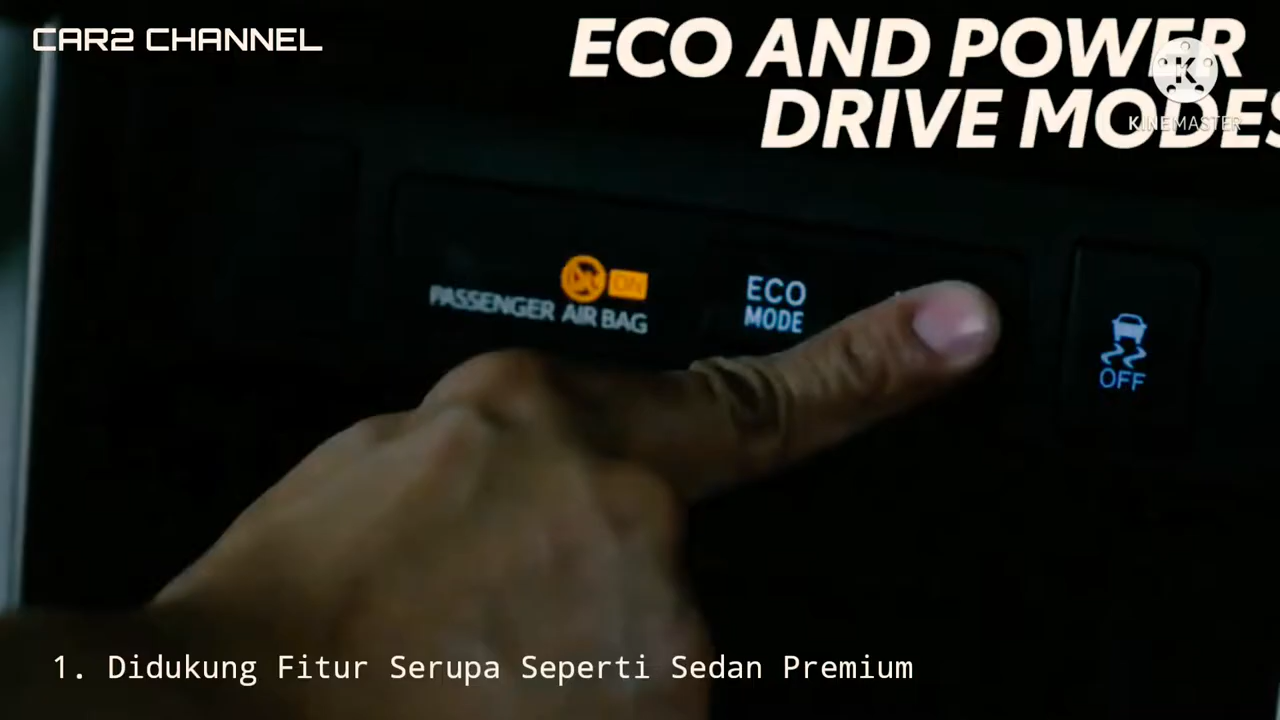 CAR2 CHANNEL
ECO AND POWER
DRIVE MODES
KINEMASTER
ON
PASSENGER AIR BAG
ECO
MODE
OFF
1. Didukung Fitur Serupa Seperti Sedan Premium